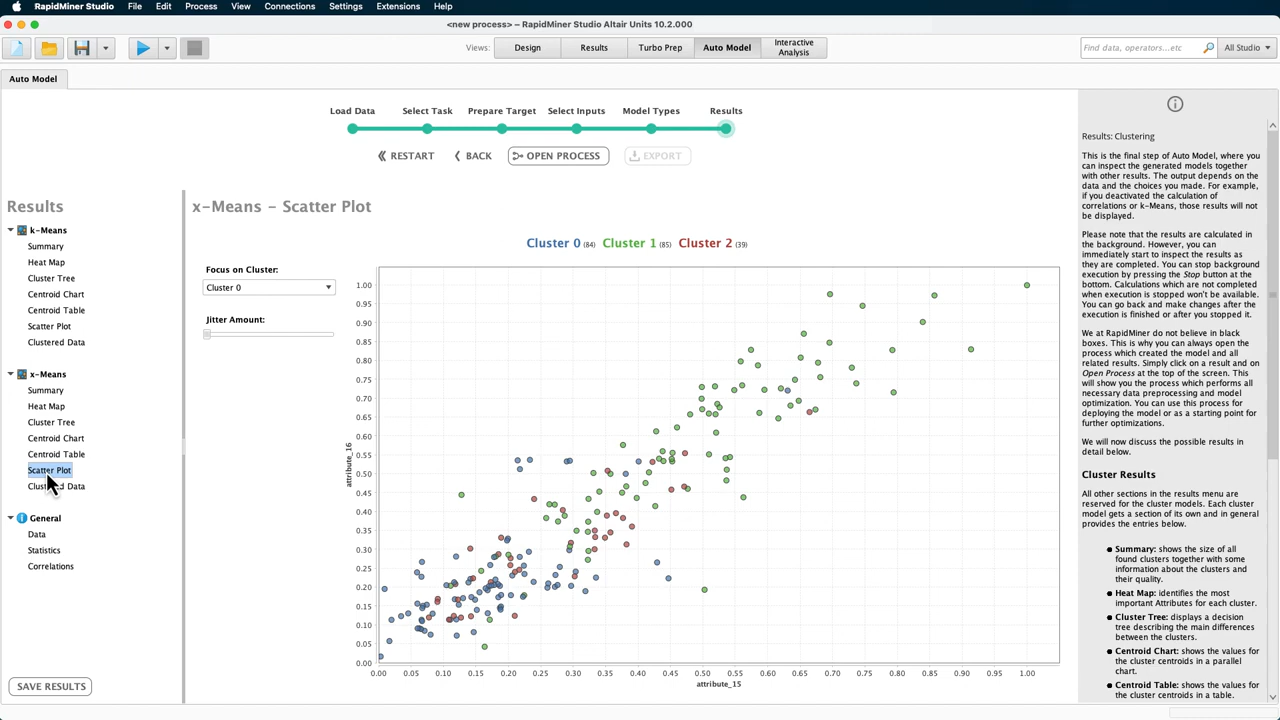 RapidMiner Studio File Edit Process View Connections Settings Extensions Help
<new process> – RapidMiner Studio Altair Units 10.2.000
Views: Design Results Turbo Prep Auto Model Interactive Analysis
Find data, operators...etc All Studio
Auto Model
Load Data Select Task Prepare Target Select Inputs Model Types Results
RESTART BACK OPEN PROCESS EXPORT
Results
k-Means
Summary
Heat Map
Cluster Tree
Centroid Chart
Centroid Table
Scatter Plot
Clustered Data
x-Means
Summary
Heat Map
Cluster Tree
Centroid Chart
Centroid Table
Scatter Plot
Clustered Data
General
Data
Statistics
Correlations
SAVE RESULTS
x-Means – Scatter Plot
Focus on Cluster:
Cluster 0
Jitter Amount:
Cluster 0 (84) Cluster 1 (85) Cluster 2 (39)
1.00
0.95
0.90
0.85
0.80
0.75
0.70
0.65
0.60
0.55
0.50
0.45
0.40
0.35
0.30
0.25
0.20
0.15
0.10
0.05
0.00
attribute_16
0.00 0.05 0.10 0.15 0.20 0.25 0.30 0.35 0.40 0.45 0.50 0.55 0.60 0.65 0.70 0.75 0.80 0.85 0.90 0.95 1.00
attribute_15
Results: Clustering
This is the final step of Auto Model, where you
can inspect the generated models together
with other results. The output depends on the
data and the choices you made. For example,
if you deactivated the calculation of
correlations or k-Means, those results will not
be displayed.
Please note that the results are calculated in
the background. However, you can
immediately start to inspect the results as
they are completed. You can stop background
execution by pressing the Stop button at the
bottom. Calculations which are not completed
when execution is stopped won't be available.
You can go back and make changes after the
execution is finished or after you stopped it.
We at RapidMiner do not believe in black
boxes. This is why you can always open the
process which created the model and all
related results. Simply click on a result and on
Open Process at the top of the screen. This
will show you the process which performs all
necessary data preprocessing and model
optimization. You can use this process for
deploying the model or as a starting point for
further optimizations.
We will now discuss the possible results in
detail below.
Cluster Results
All other sections in the results menu are
reserved for the cluster models. Each cluster
model gets a section of its own and in general
provides the entries below.
Summary: shows the size of all
found clusters together with some
information about the clusters and
their quality.
Heat Map: identifies the most
important Attributes for each cluster.
Cluster Tree: displays a decision
tree describing the main differences
between the clusters.
Centroid Chart: shows the values for
the cluster centroids in a parallel
chart.
Centroid Table: shows the values for
the cluster centroids in a table.